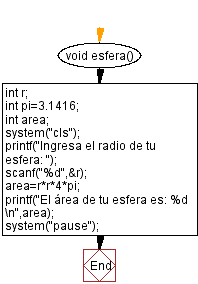 void esfera()
int r;
int pi=3.1416;
int area;
system("cls");
printf("Ingresa el radio de tu
esfara: ");
scanf("%d",&r);
area=r*r*4*pi;
printf("El área de tu esfera es: %d
\n",area);
system("pause");
End